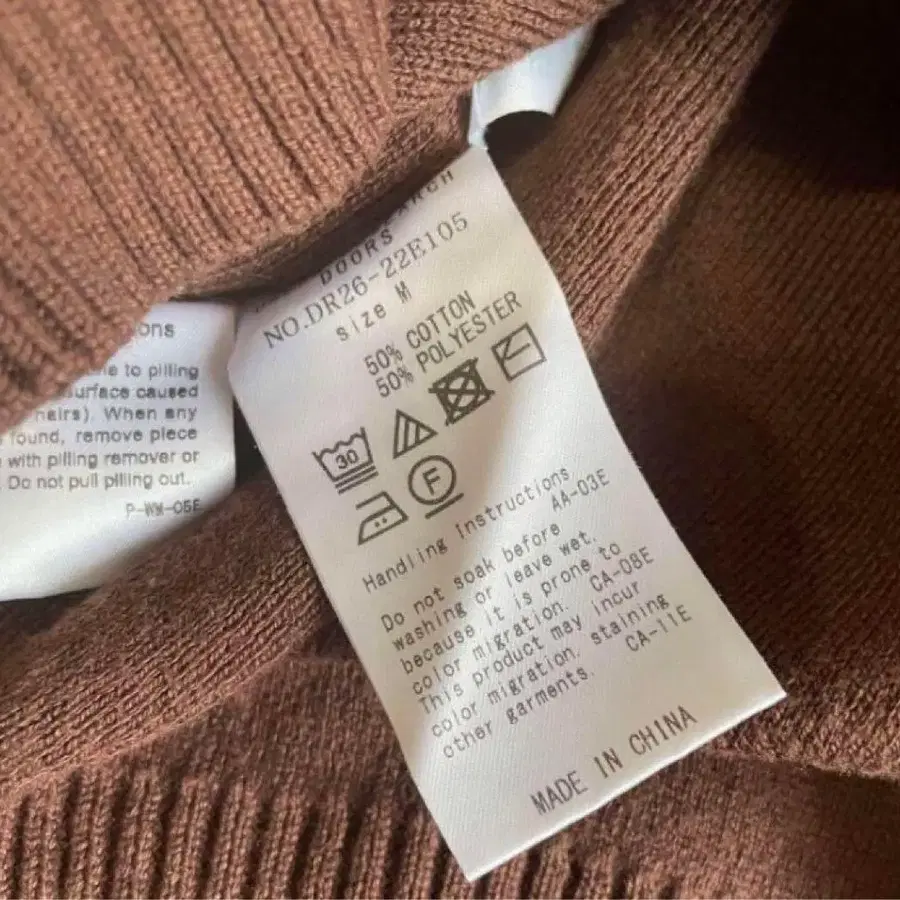 DOORS
NO.DR26-22E105
size M
50% COTTON
50% POLYESTER
30
F
Handling Instructions
AA-03E
Do not soak before
washing or leave wet,
because it is prone to
color migration. CA-08E
This product may incur
color migration. staining
other garments. CA-11E
MADE IN CHINA
to pilling
surface caused
hairs). When any
found, remove piece
with pilling remover or
Do not pull pilling out.
P-WM-05E